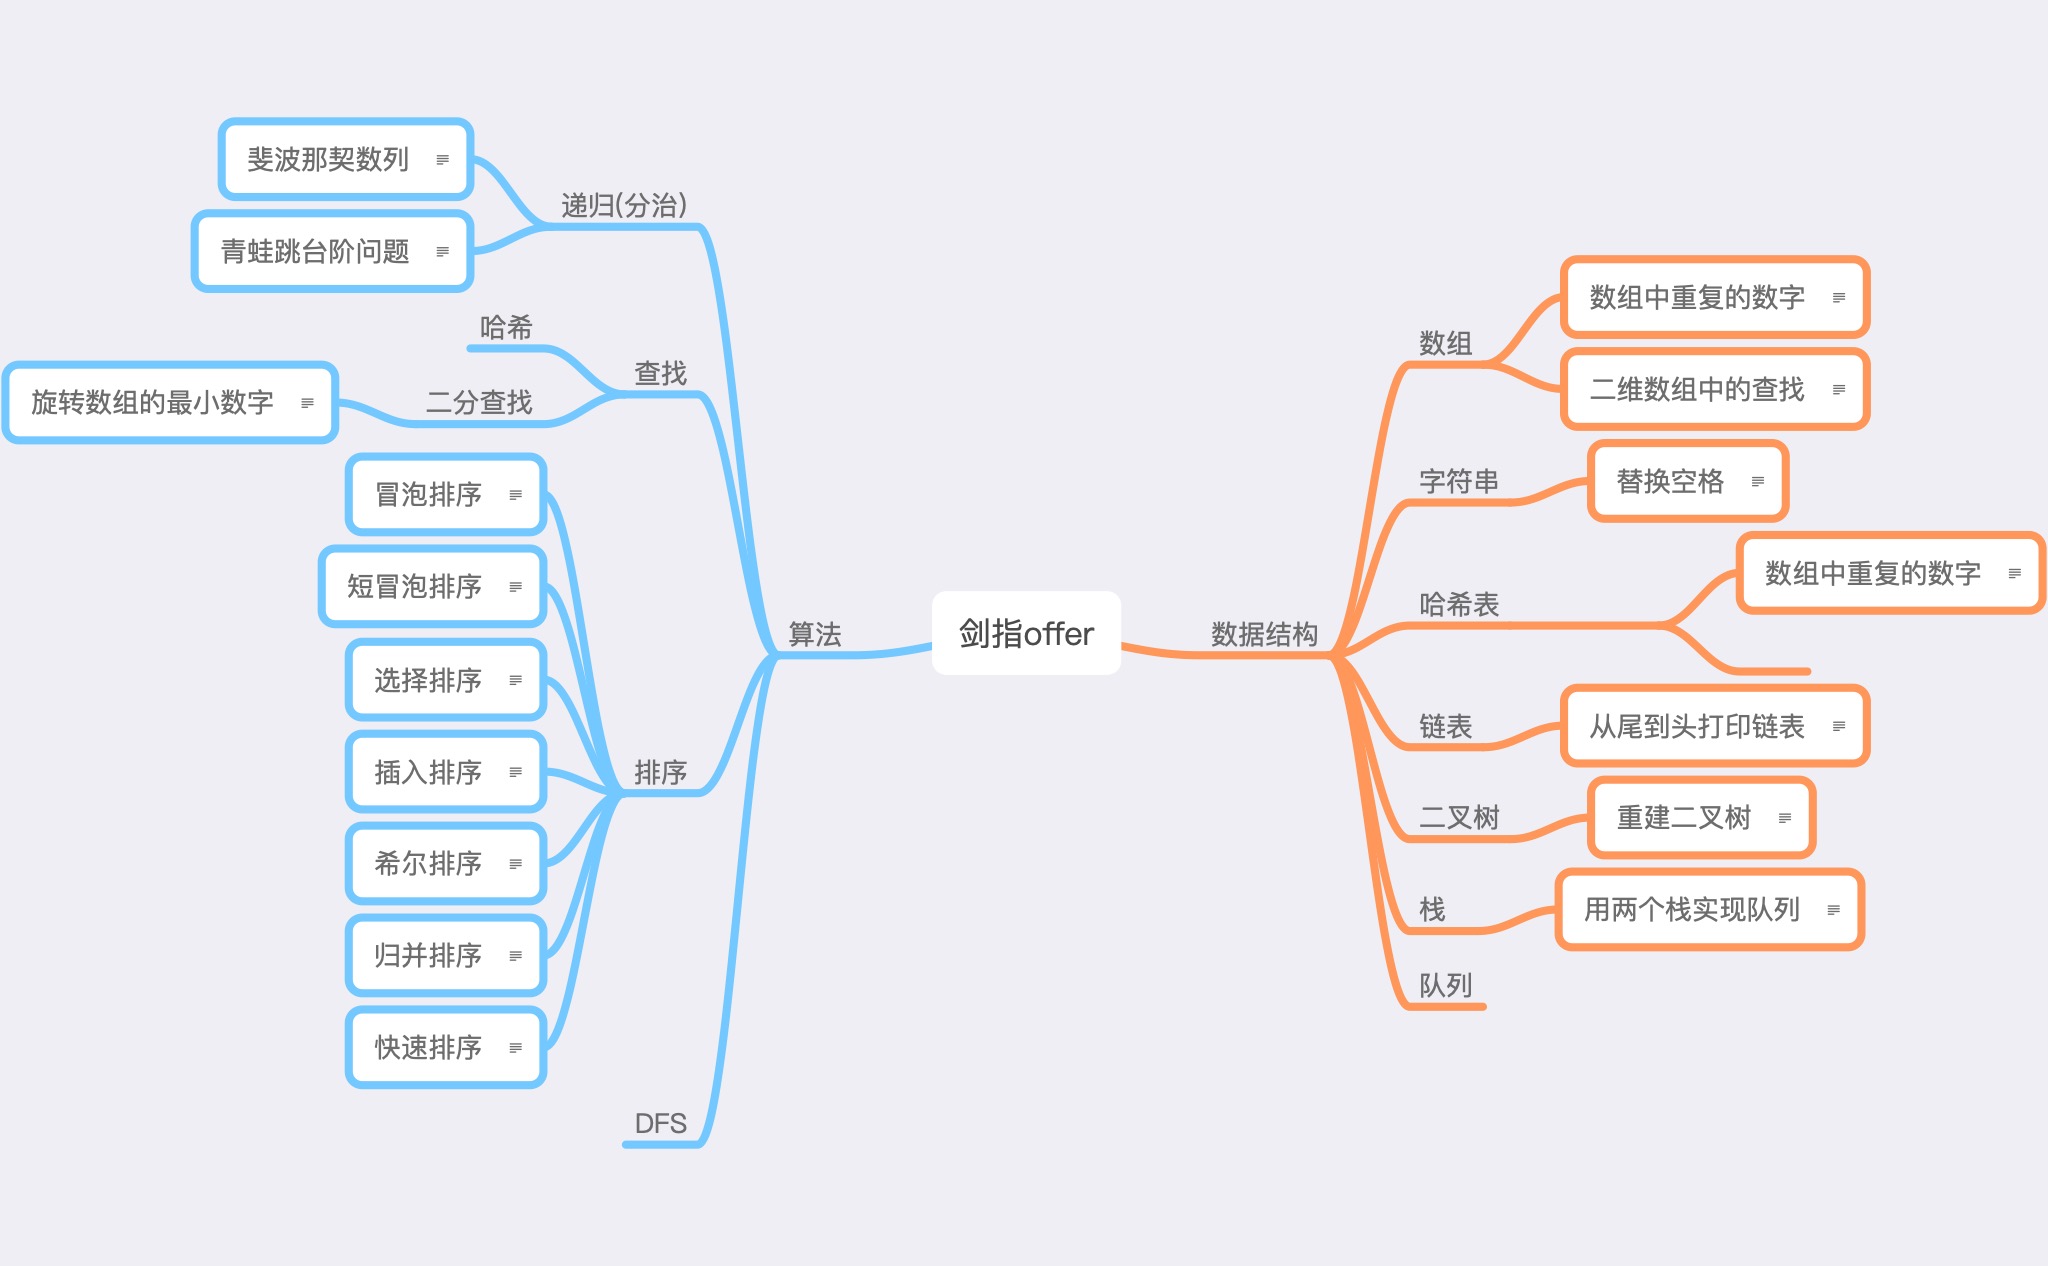 剑指offer
算法
递归(分治)
斐波那契数列
青蛙跳台阶问题
查找
哈希
二分查找
旋转数组的最小数字
排序
冒泡排序
短冒泡排序
选择排序
插入排序
希尔排序
归并排序
快速排序
DFS
数据结构
数组
数组中重复的数字
二维数组中的查找
字符串
替换空格
哈希表
数组中重复的数字
链表
从尾到头打印链表
二叉树
重建二叉树
栈
用两个栈实现队列
队列